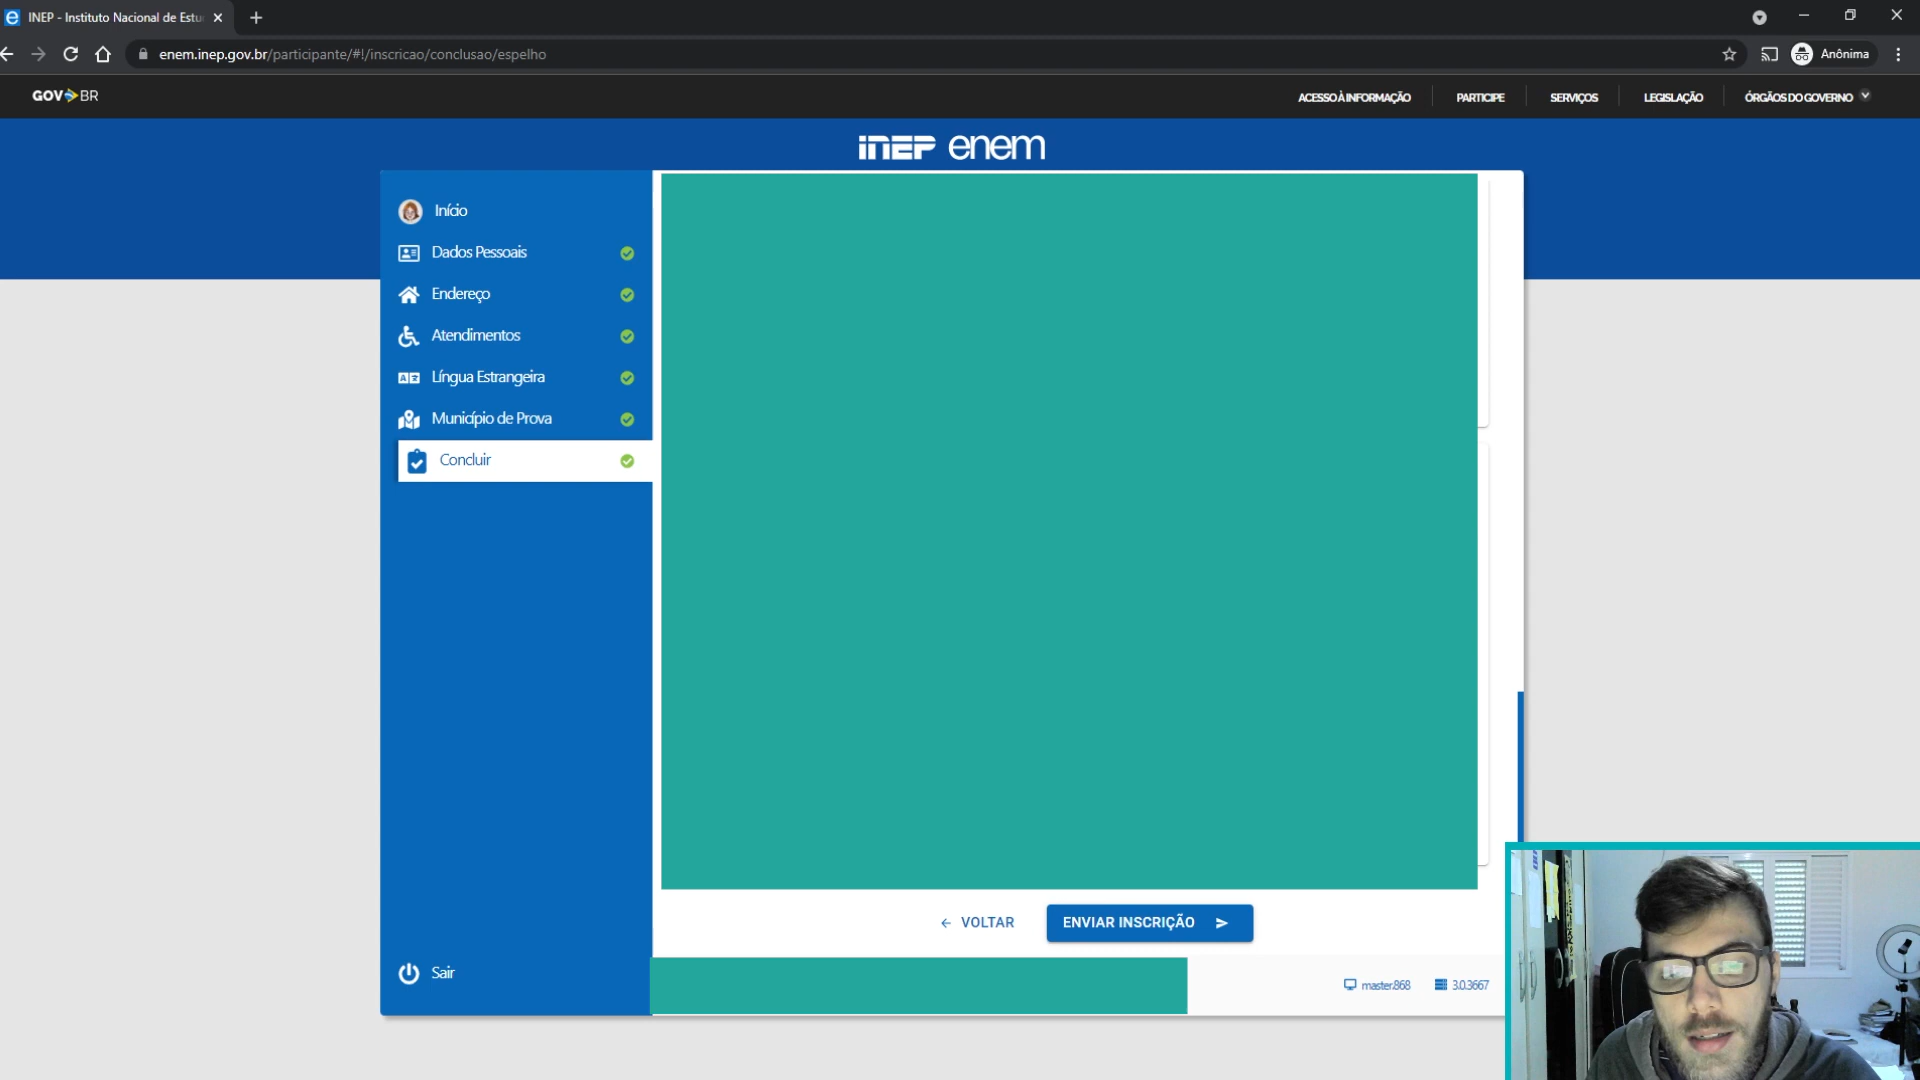 INEP - Instituto Nacional de Estu
enem.inep.gov.br/participante/#!/inscricao/conclusao/espelho
Anônima
GOV BR
ACESSO À INFORMAÇÃO
PARTICIPE
SERVIÇOS
LEGISLAÇÃO
ÓRGÃOS DO GOVERNO
inep enem
Início
Dados Pessoais
Endereço
Atendimentos
Língua Estrangeira
Município de Prova
Concluir
VOLTAR
ENVIAR INSCRIÇÃO
Sair
master.868
3.0.3667